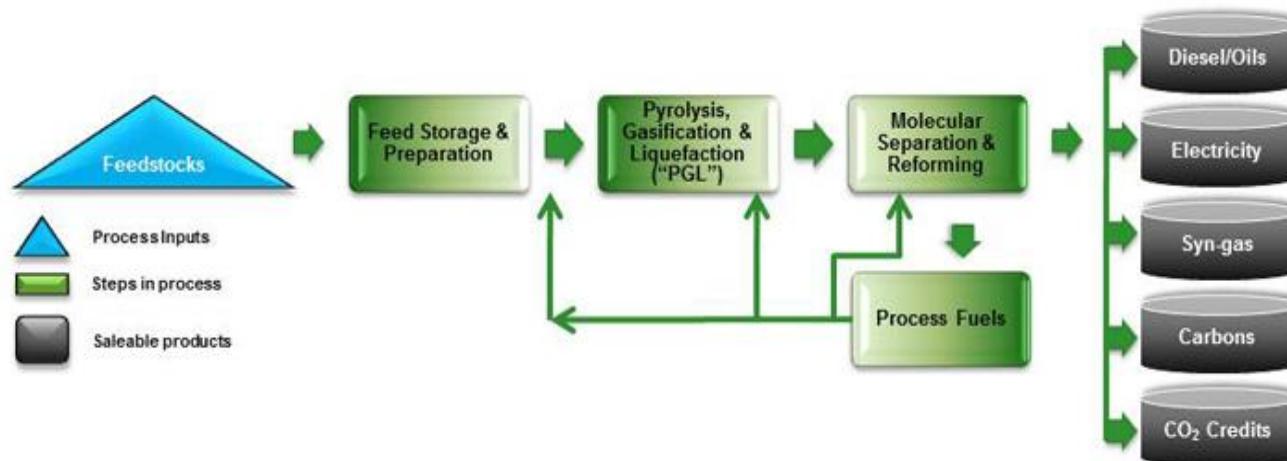 Feedstocks
Feed Storage &
Preparation
Pyrolysis,
Gasification &
Liquefaction
("PGL")
Molecular
Separation &
Reforming
Process Fuels
Diesel/Oils
Electricity
Syn-gas
Carbons
CO₂ Credits
Process Inputs
Steps in process
Saleable products